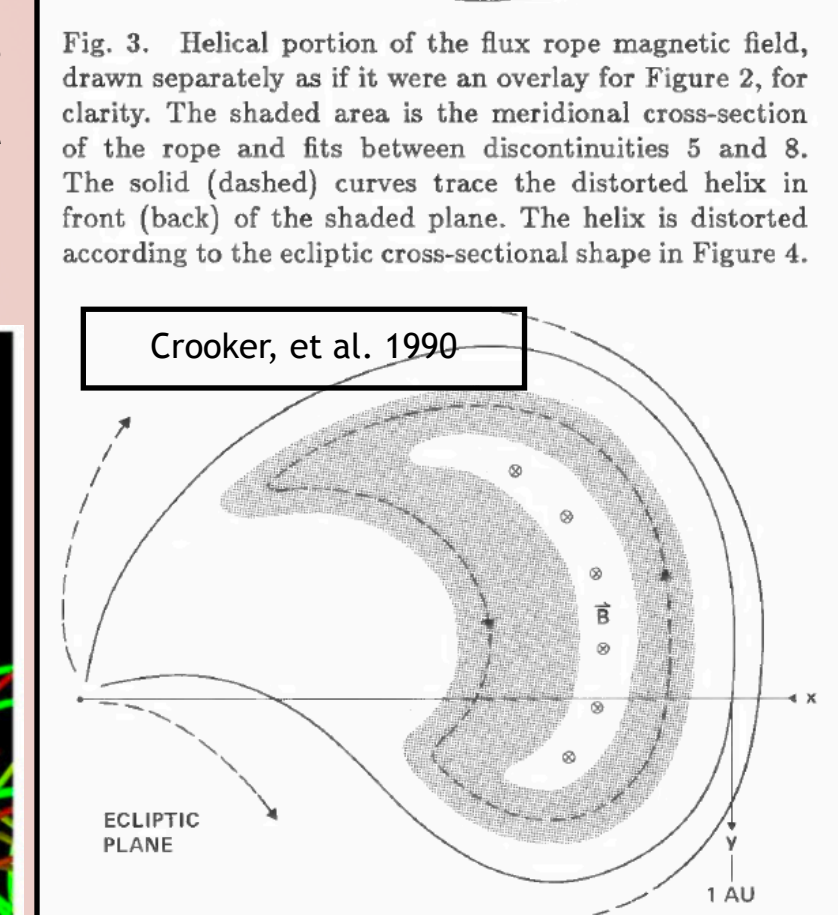 Fig. 3. Helical portion of the flux rope magnetic field,
drawn separately as if it were an overlay for Figure 2, for
clarity. The shaded area is the meridional cross-section
of the rope and fits between discontinuities 5 and 8.
The solid (dashed) curves trace the distorted helix in
front (back) of the shaded plane. The helix is distorted
according to the ecliptic cross-sectional shape in Figure 4.
Crooker, et al. 1990
B
x
ECLIPTIC
PLANE
y
1 AU